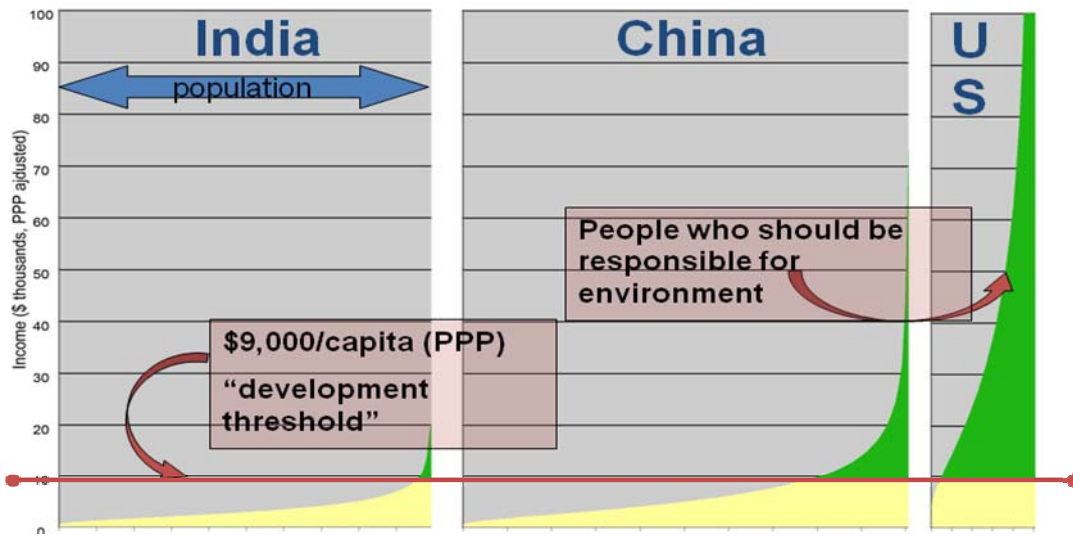 India
China
U
S
population
Income ($ thousands, PPP ajdusted)
100
90
80
70
60
50
40
30
20
10
0
People who should be
responsible for
environment
$9,000/capita (PPP)
“development
threshold”